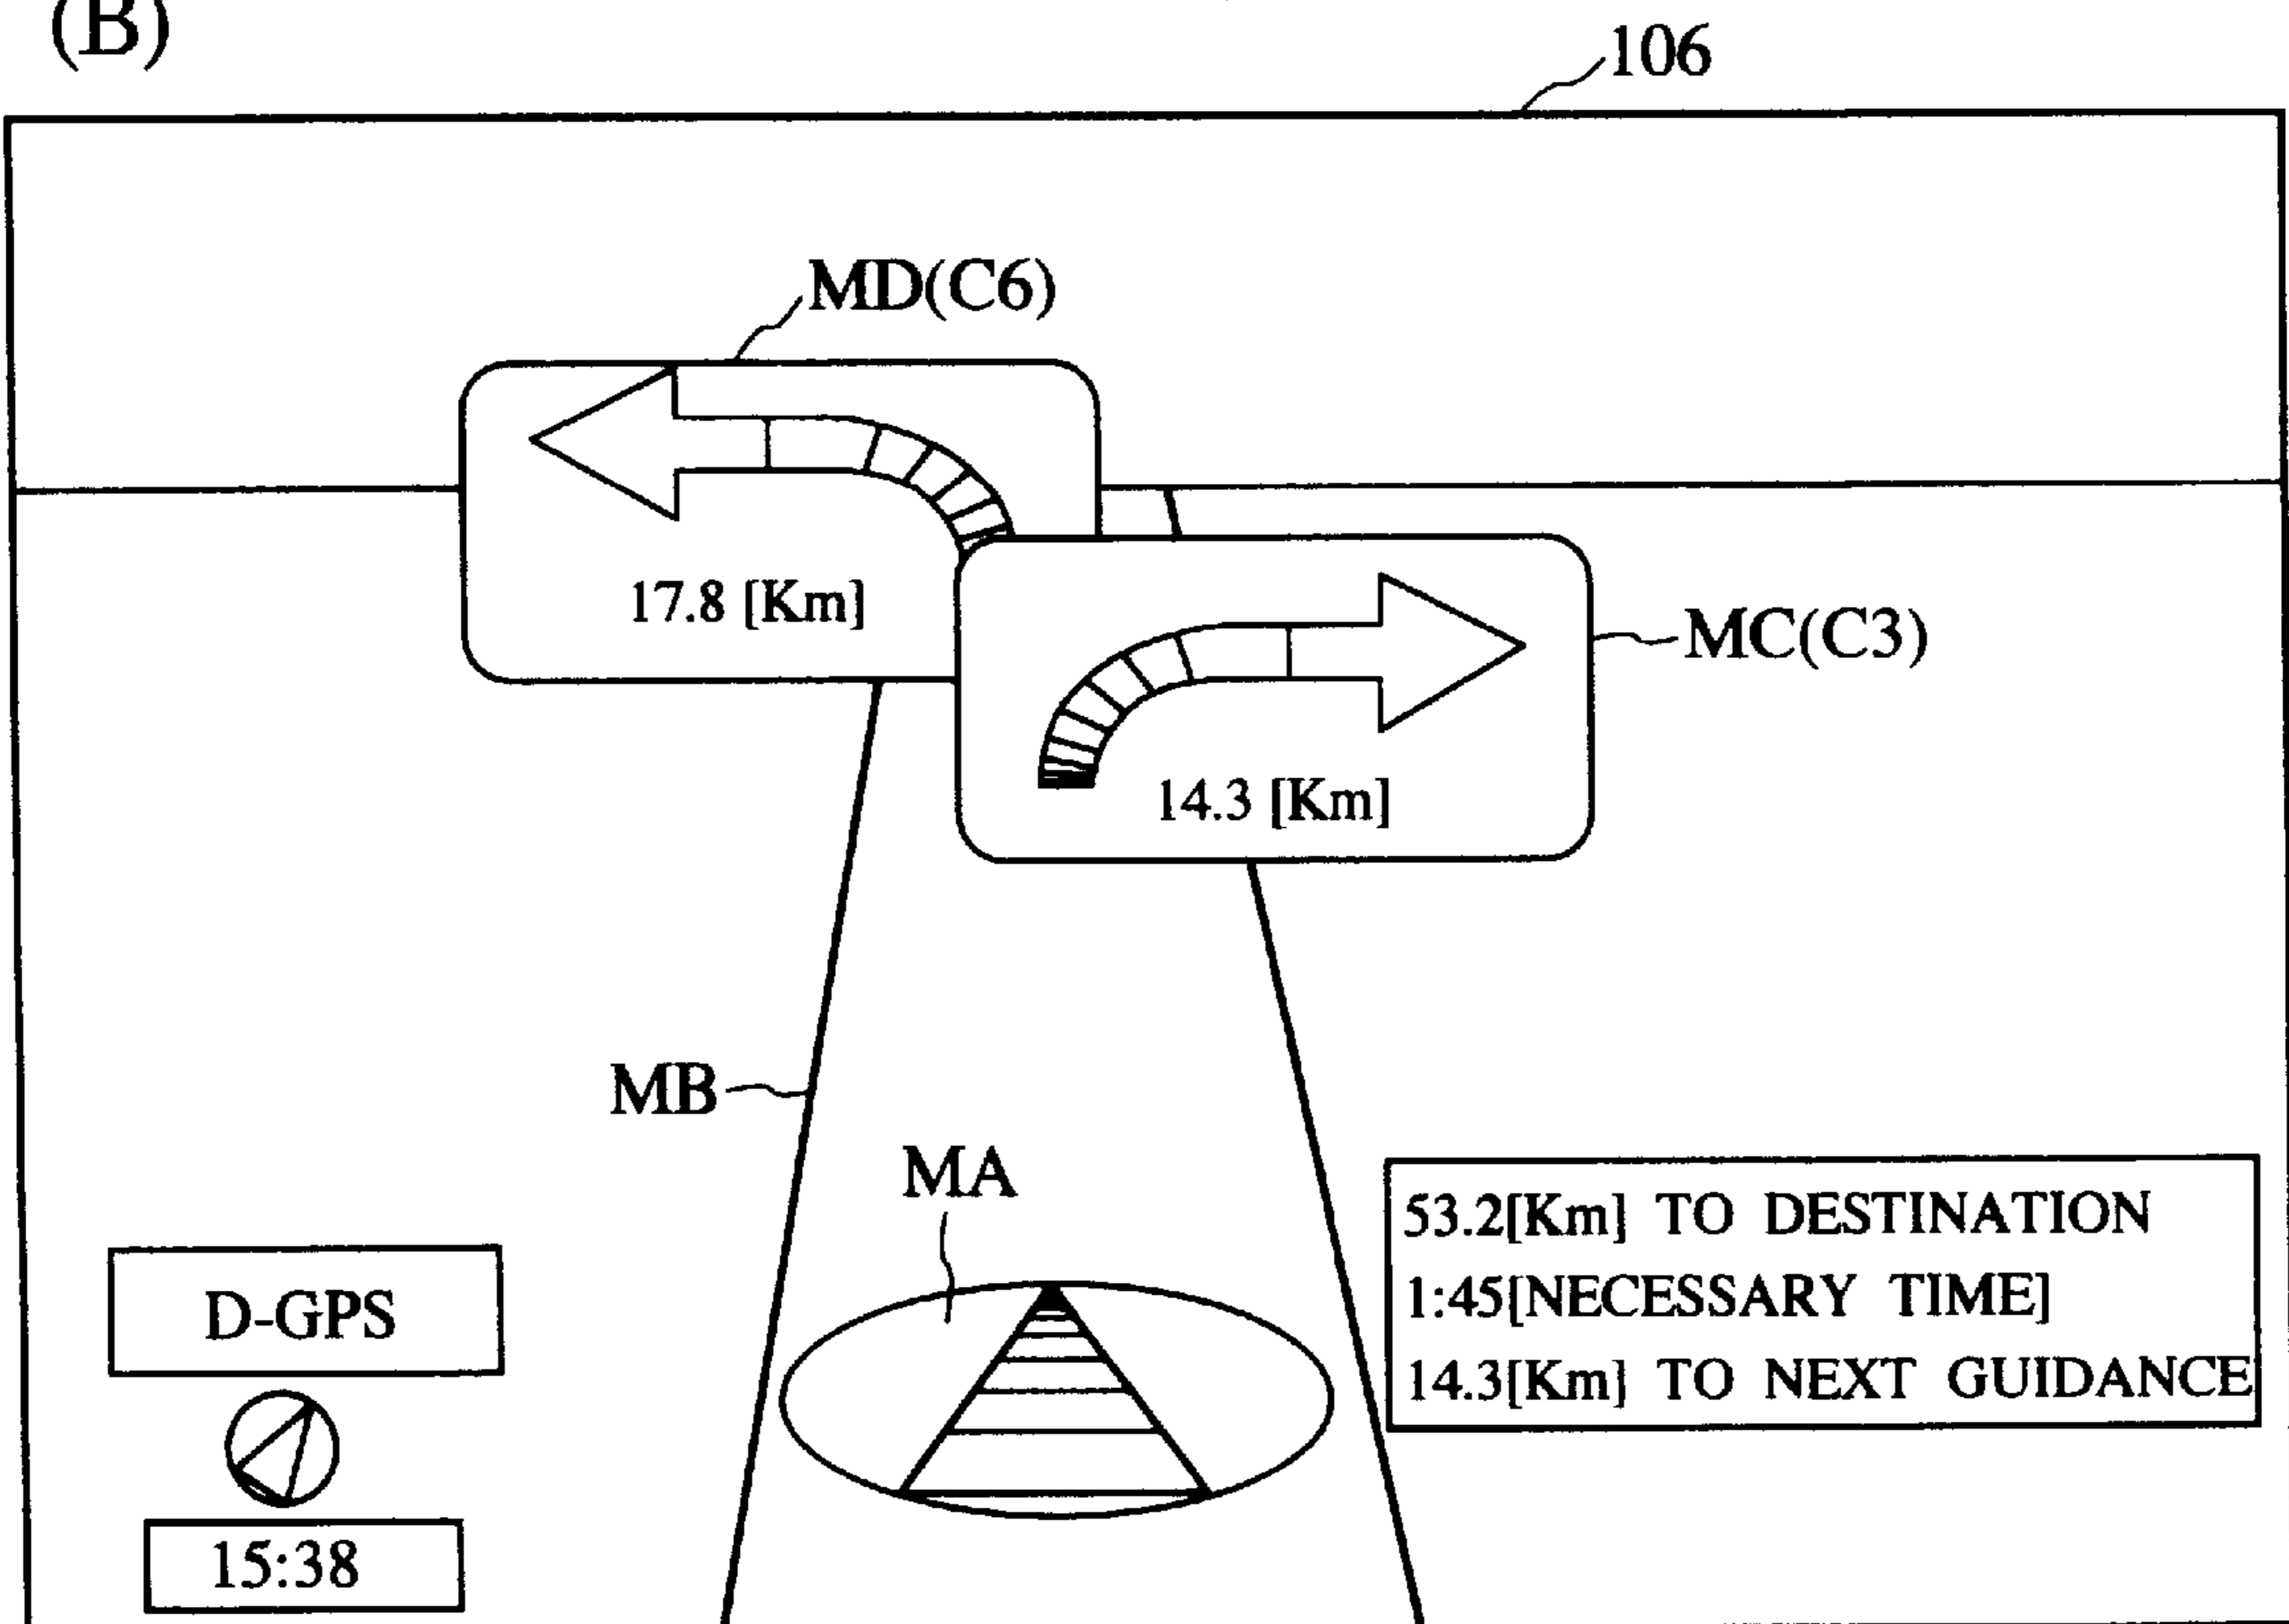 (B)
106
MD(C6)
17.8 [Km]
MC(C3)
14.3 [Km]
MB
MA
53.2[Km] TO DESTINATION
1:45[NECESSARY TIME]
14.3[Km] TO NEXT GUIDANCE
D-GPS
15:38